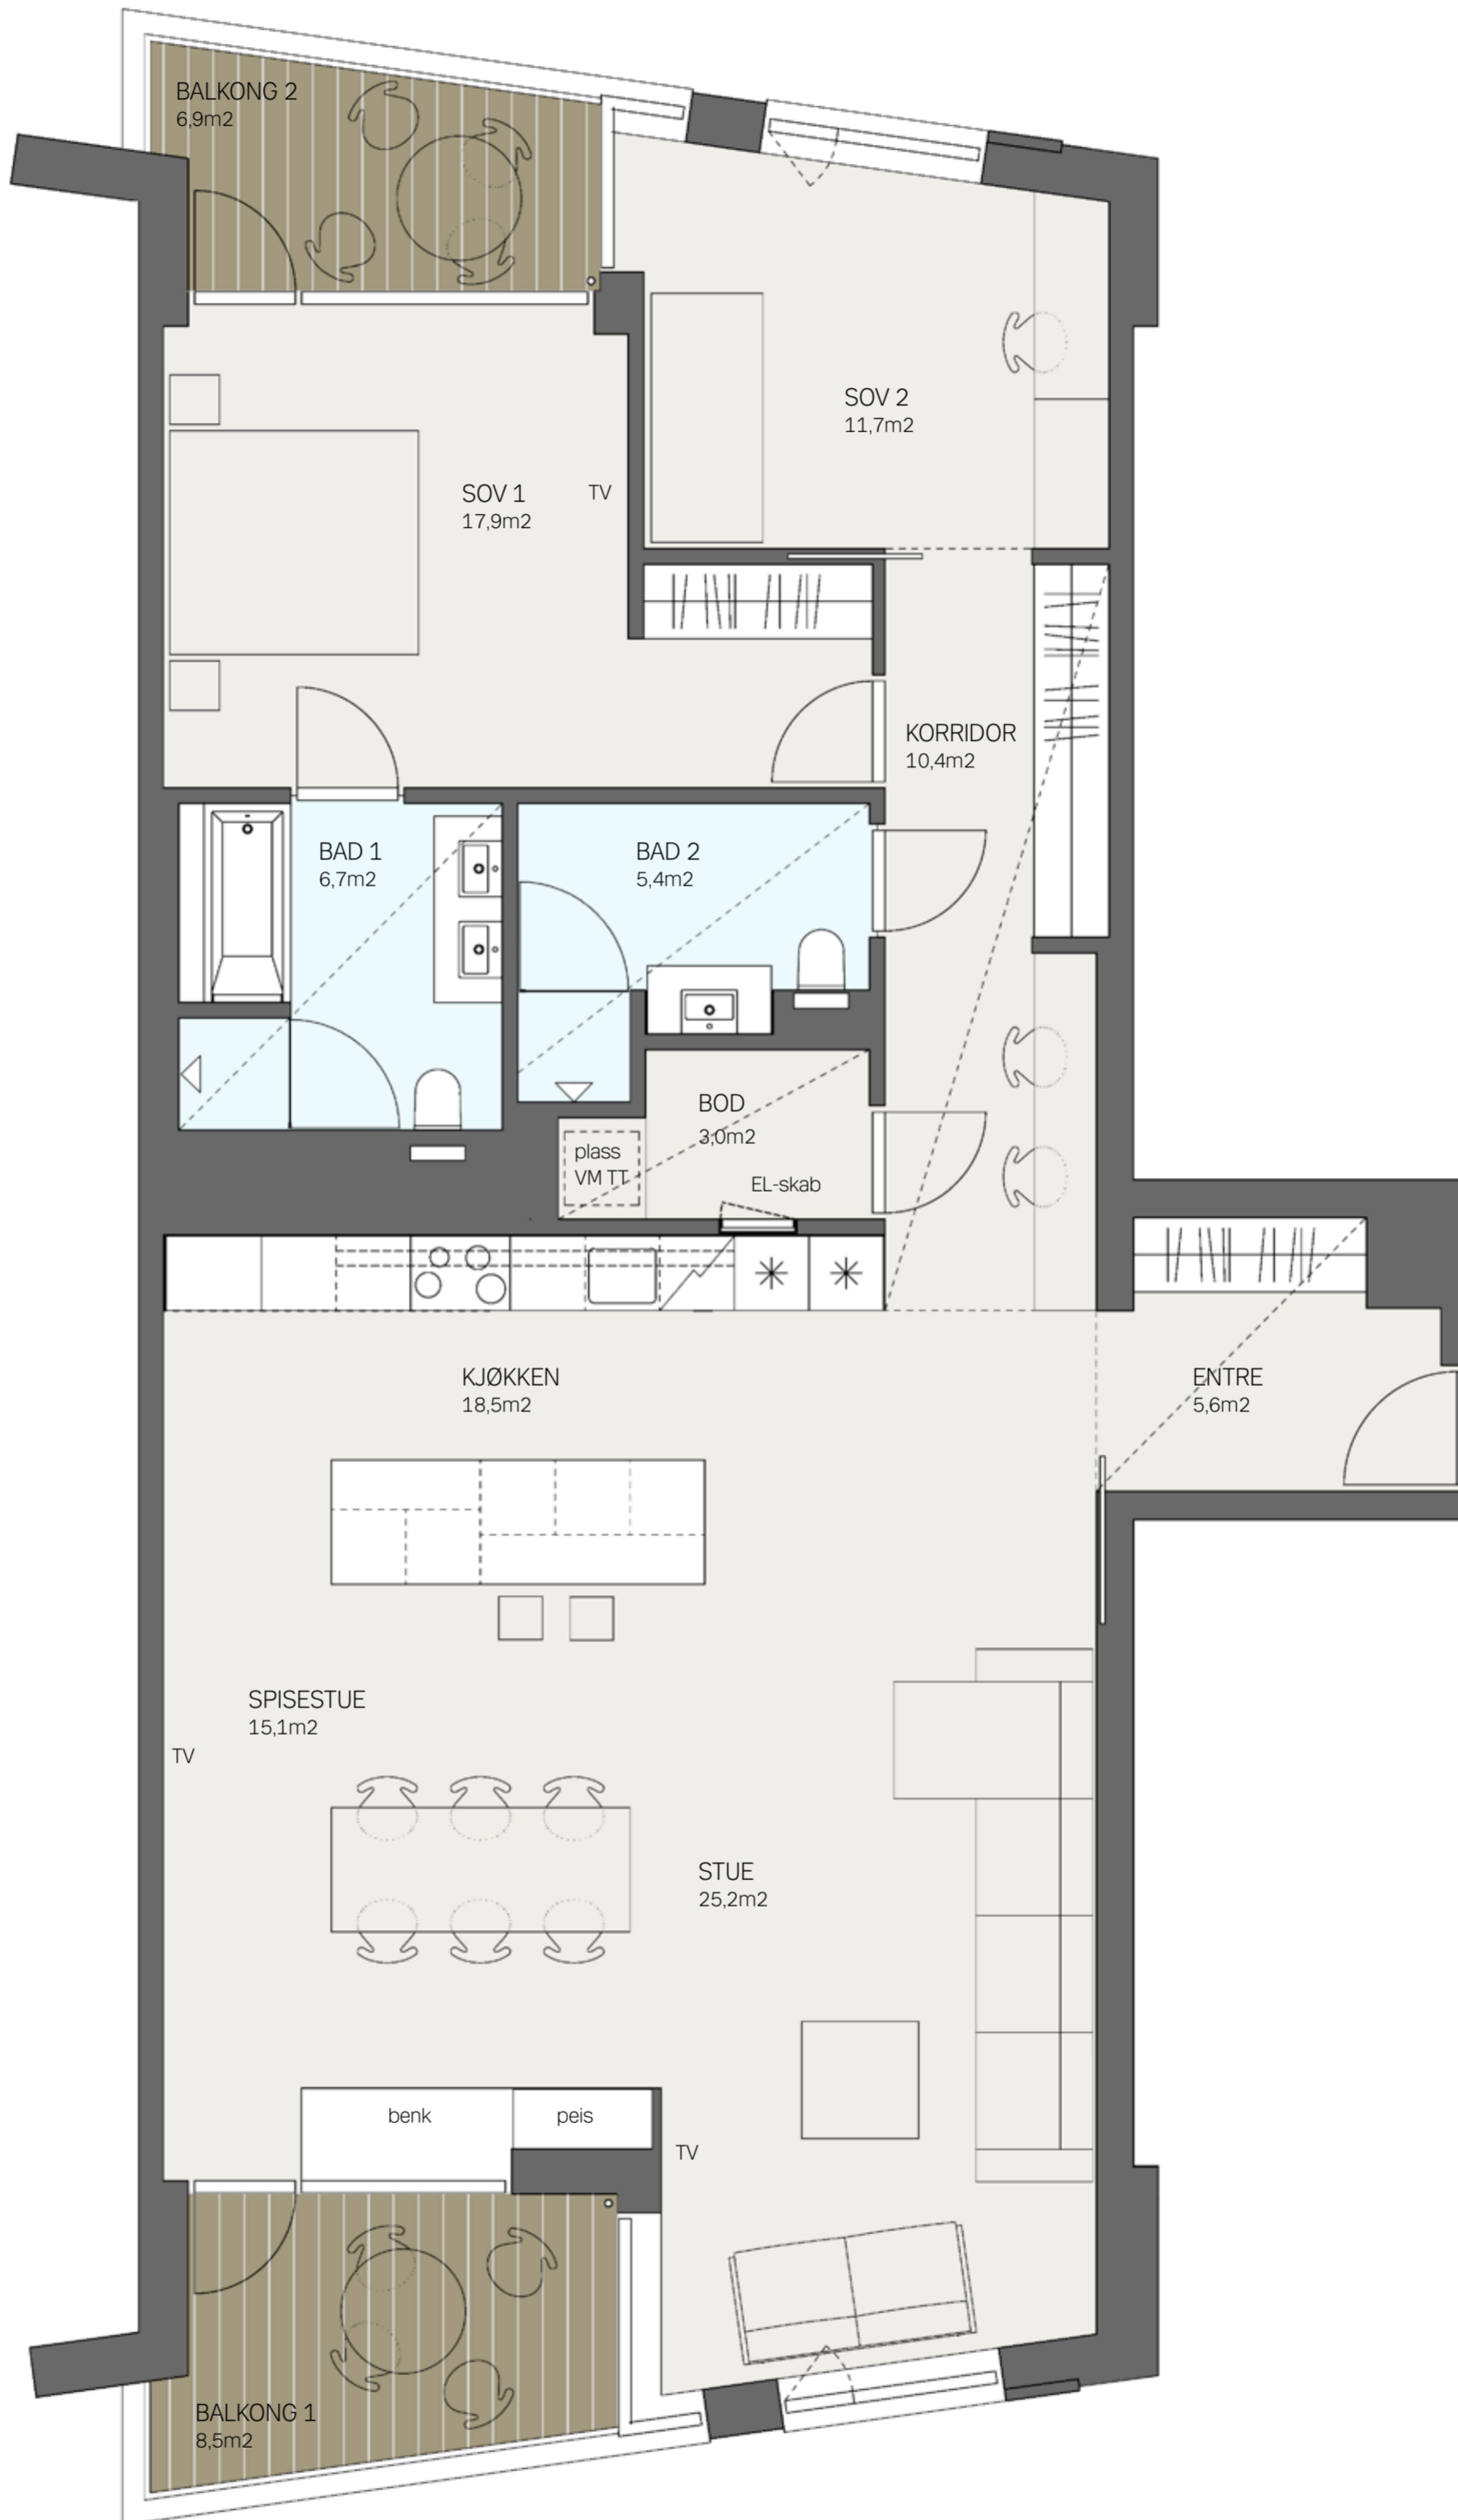 BALKONG 2
6,9m2
SOV 2
11,7m2
SOV 1
17,9m2
TV
KORRIDOR
10,4m2
BAD 1
6,7m2
BAD 2
5,4m2
BOD
3,0m2
plass
VM TT
EL-skab
KJØKKEN
18,5m2
ENTRE
5,6m2
SPISESTUE
15,1m2
TV
STUE
25,2m2
benk
peis
TV
BALKONG 1
8,5m2